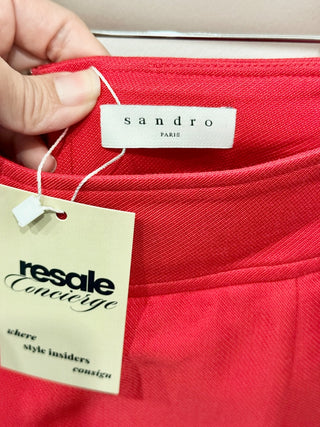 sandro
PARIS
resale
Concierge
where
style insiders
consign